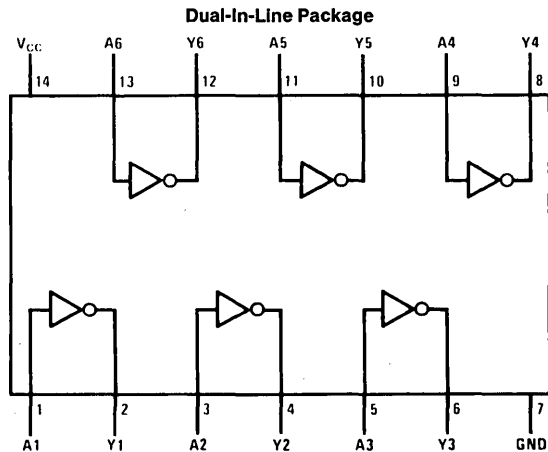 Dual-In-Line Package
VCC A6 Y6 A5 Y5 A4 Y4
14 13 12 11 10 9 8
1 2 3 4 5 6 7
A1 Y1 A2 Y2 A3 Y3 GND